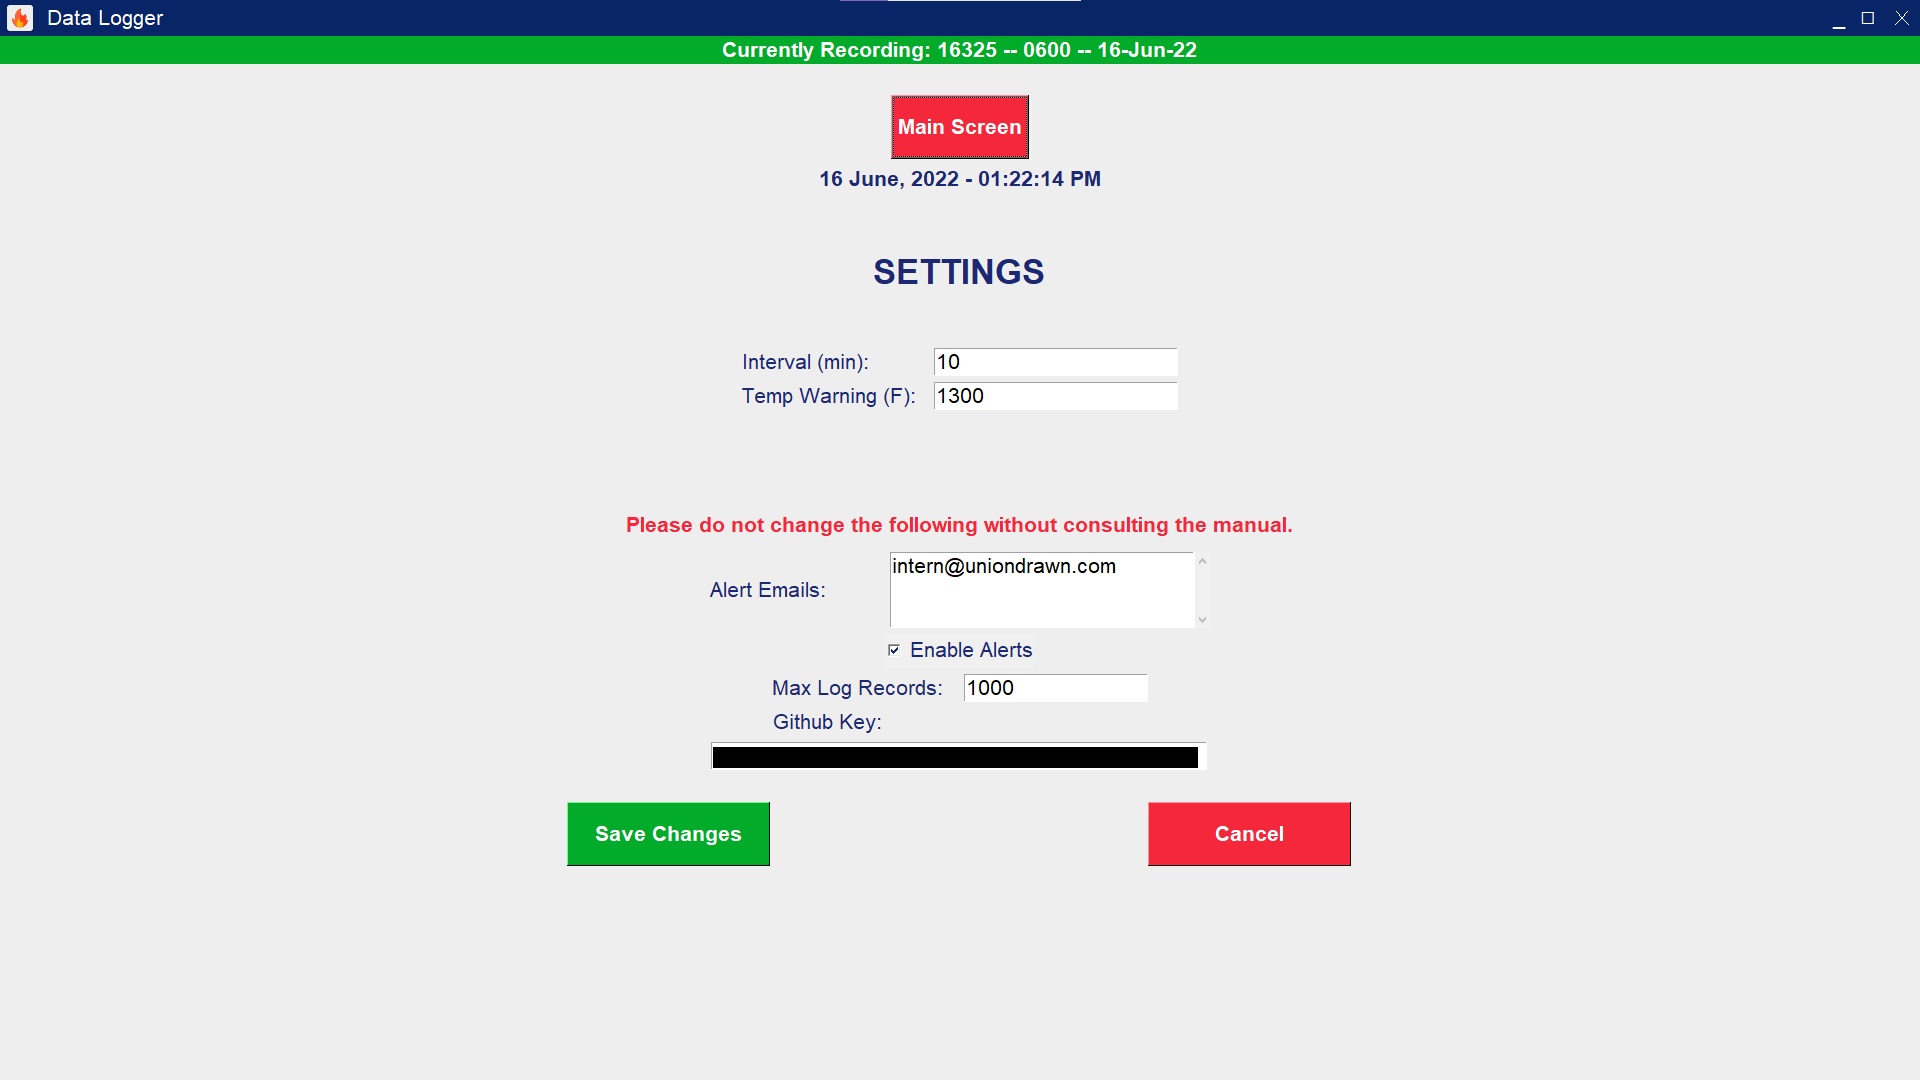 Data Logger
Currently Recording: 16325 -- 0600 -- 16-Jun-22
Main Screen
16 June, 2022 - 01:22:14 PM
SETTINGS
Interval (min): 10
Temp Warning (F): 1300
Please do not change the following without consulting the manual.
Alert Emails: intern@uniondrawn.com
Enable Alerts
Max Log Records: 1000
Github Key:
Save Changes Cancel